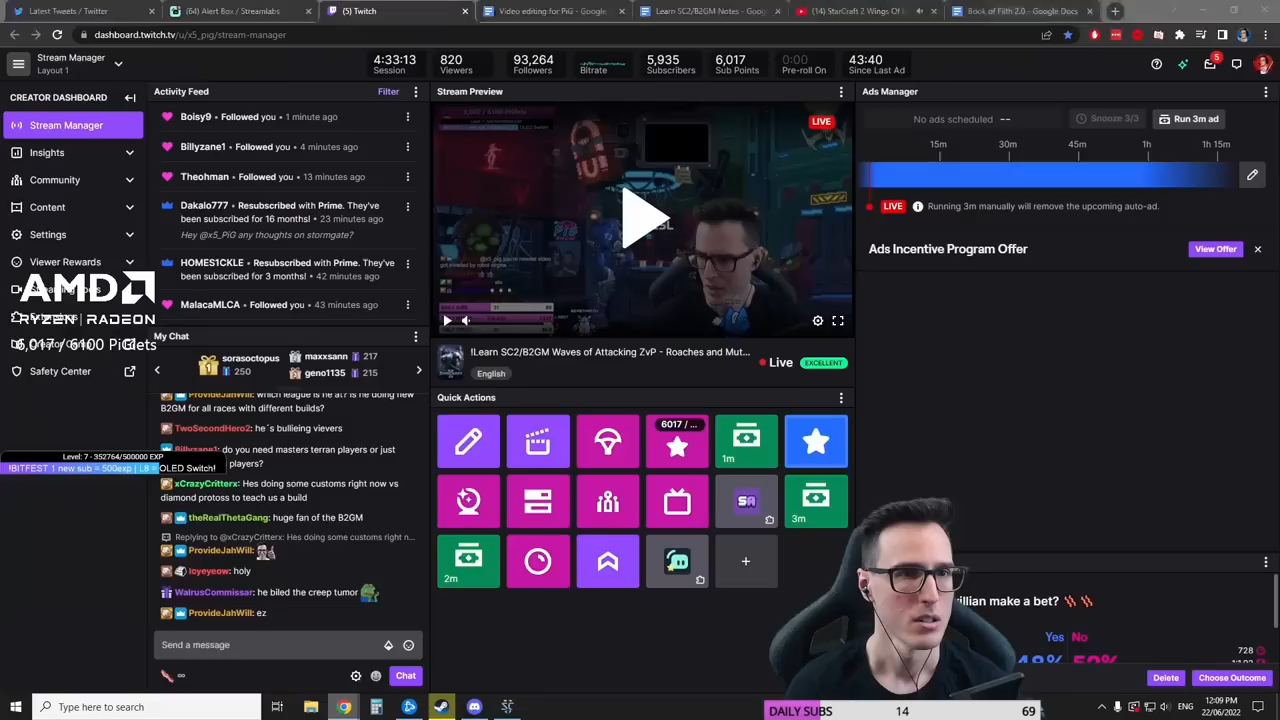 Latest Tweets / Twitter
(64) Alert Box / Streamlabs
(5) Twitch
Video editing for PiG - Google
Learn SC2/B2GM Notes - Google
(14) StarCraft 2 Wings Of
Book of Filth 2.0 - Google Docs
dashboard.twitch.tv/u/x5_pig/stream-manager
Stream Manager
Layout 1
4:33:13
Session
820
Viewers
93,264
Followers
Bitrate
5,935
Subscribers
6,017
Sub Points
0:00
Pre-roll On
43:40
Since Last Ad
5
CREATOR DASHBOARD
Stream Manager
Insights
Community
Content
Settings
Viewer Rewards
AMD
RYZEN | RADEON
6,017 / 6100 Piglets
Safety Center
Activity Feed
Filter
Boisy9 • Followed you • 1 minute ago
Billyzane1 • Followed you • 4 minutes ago
Theohman • Followed you • 13 minutes ago
Dakalo777 • Resubscribed with Prime. They've
been subscribed for 16 months! • 23 minutes ago
Hey @x5_PiG any thoughts on stormgate?
HOMES1CKLE • Resubscribed with Prime. They've
been subscribed for 3 months! • 42 minutes ago
MalacaMLCA • Followed you • 43 minutes ago
My Chat
1
sorasoctopus
250
maxxsann 217
geno1135 215
ProvideJahWill: which league is he at? is he doing new
B2GM for all races with different builds?
TwoSecondHero2: he´s bullieing vievers
Billyzane1: do you need masters terran players or just
players?
Level: 7 - 352764/500000 EXP
!BITFEST 1 new sub = 500exp | L8 = OLED Switch!
xCrazyCritterx: Hes doing some customs right now vs
diamond protoss to teach us a build
theRealThetaGang: huge fan of the B2GM
Replying to @xCrazyCritterx: Hes doing some customs right n...
ProvideJahWill:
Icyeyeow: holy
WalrusCommissar: he biled the creep tumor
ProvideJahWill: ez
Send a message
Chat
Stream Preview
LIVE
!Learn SC2/B2GM Waves of Attacking ZvP - Roaches and Mut...
Live
EXCELLENT
English
Quick Actions
6017 / ...
1m
3m
2m
Ads Manager
No ads scheduled --
Snooze 3/3
Run 3m ad
15m
30m
45m
1h
1h 15m
LIVE
Running 3m manually will remove the upcoming auto-ad.
Ads Incentive Program Offer
View Offer
make a bet?
Yes
No
728
Delete
Choose Outcome
Type here to search
DAILY SUBS
14
69
ENG
12:09 PM
22/06/2022